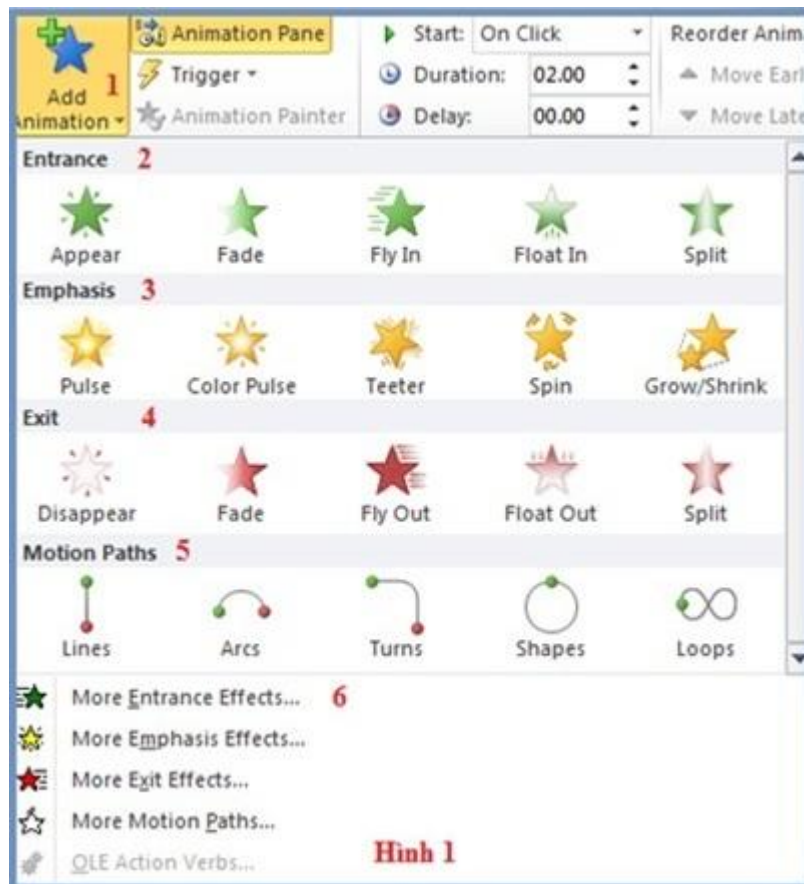 Animation Pane Start: On Click Reorder Anim
Add 1 Trigger Duration: 02.00 Move Earl
Animation Animation Painter Delay: 00.00 Move Late
Entrance 2
Appear Fade Fly In Float In Split
Emphasis 3
Pulse Color Pulse Teeter Spin Grow/Shrink
Exit 4
Disappear Fade Fly Out Float Out Split
Motion Paths 5
Lines Arcs Turns Shapes Loops
More Entrance Effects... 6
More Emphasis Effects...
More Exit Effects...
More Motion Paths...
OLE Action Verbs...
Hình 1